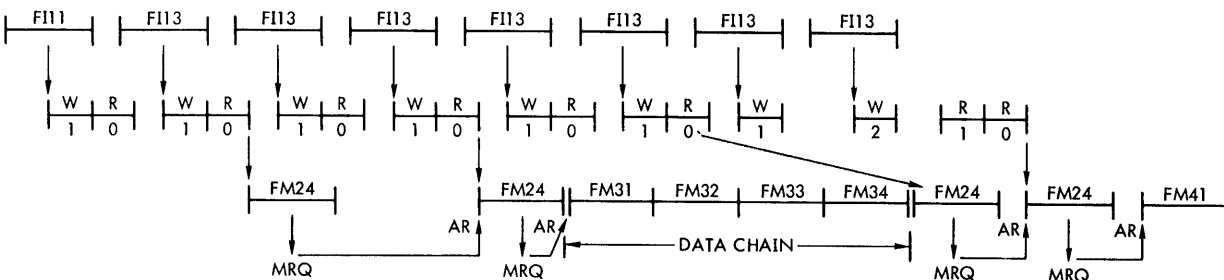 FI11 FI13 FI13 FI13 FI13 FI13 FI13 FI13
W R W R W R W R W R W R W W R R
1 0 1 0 1 0 1 0 1 0 1 0 1 2 1 0
FM24 FM24 FM31 FM32 FM33 FM34 FM24 FM24 FM41
AR AR AR AR
DATA CHAIN
MRQ MRQ MRQ MRQ